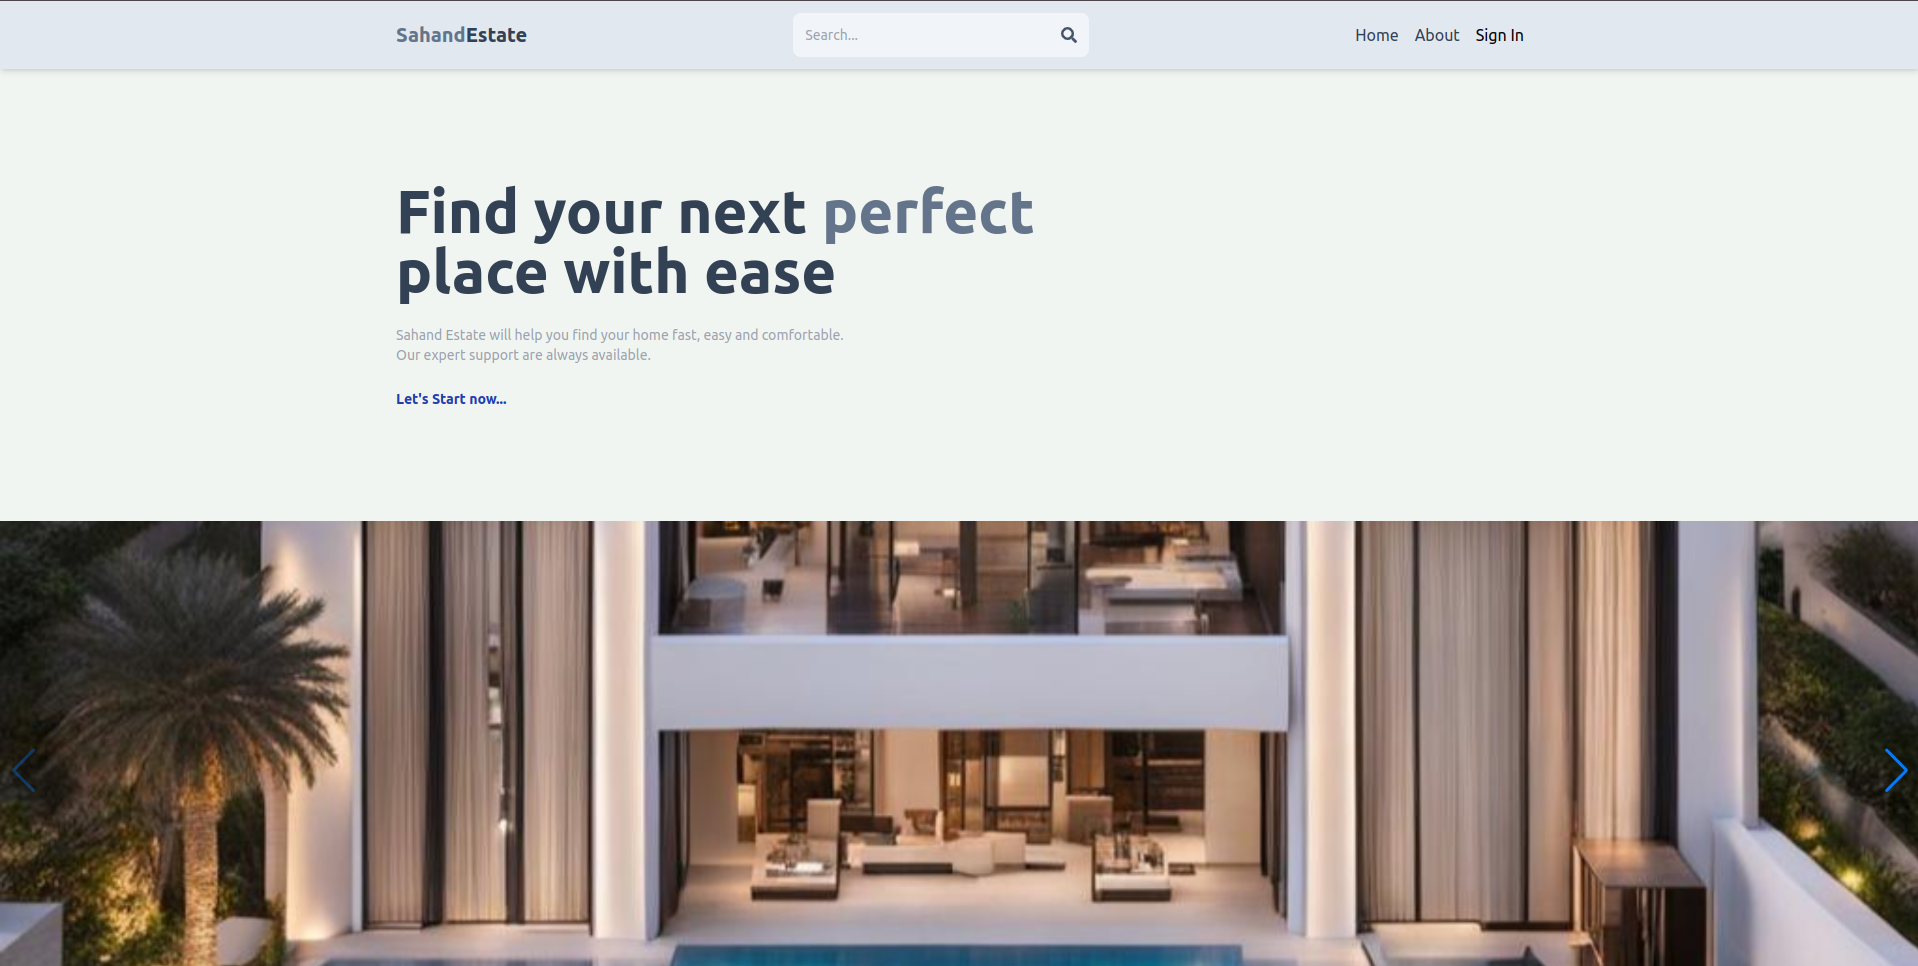 SahandEstate
Search...
Home About Sign In
Find your next perfect
place with ease
Sahand Estate will help you find your home fast, easy and comfortable.
Our expert support are always available.
Let's Start now...